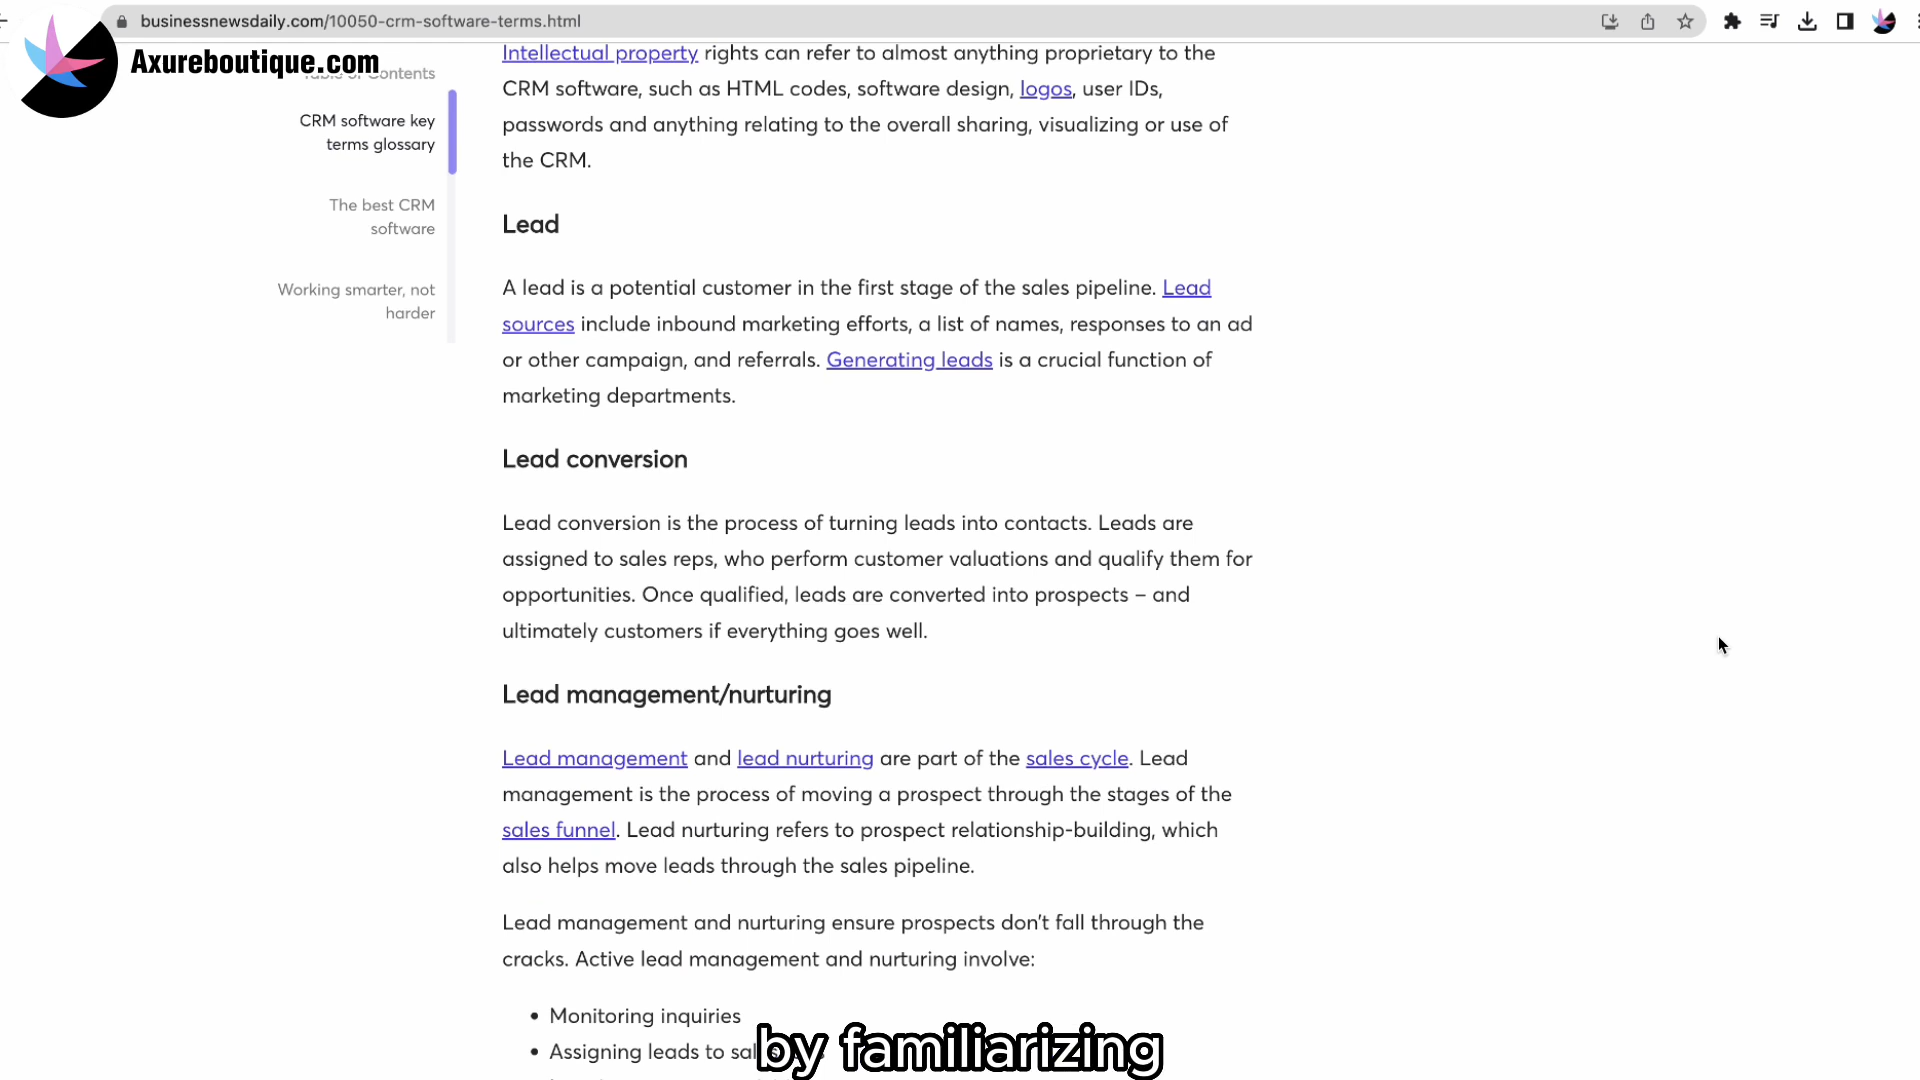 businessnewsdaily.com/10050-crm-software-terms.html
Axureboutique.com
Contents
CRM software key
terms glossary
The best CRM
software
Working smarter, not
harder
Intellectual property rights can refer to almost anything proprietary to the
CRM software, such as HTML codes, software design, logos, user IDs,
passwords and anything relating to the overall sharing, visualizing or use of
the CRM.
Lead
A lead is a potential customer in the first stage of the sales pipeline. Lead
sources include inbound marketing efforts, a list of names, responses to an ad
or other campaign, and referrals. Generating leads is a crucial function of
marketing departments.
Lead conversion
Lead conversion is the process of turning leads into contacts. Leads are
assigned to sales reps, who perform customer valuations and qualify them for
opportunities. Once qualified, leads are converted into prospects – and
ultimately customers if everything goes well.
Lead management/nurturing
Lead management and lead nurturing are part of the sales cycle. Lead
management is the process of moving a prospect through the stages of the
sales funnel. Lead nurturing refers to prospect relationship-building, which
also helps move leads through the sales pipeline.
Lead management and nurturing ensure prospects don't fall through the
cracks. Active lead management and nurturing involve:
• Monitoring inquiries
• Assigning leads to
by familiarizing